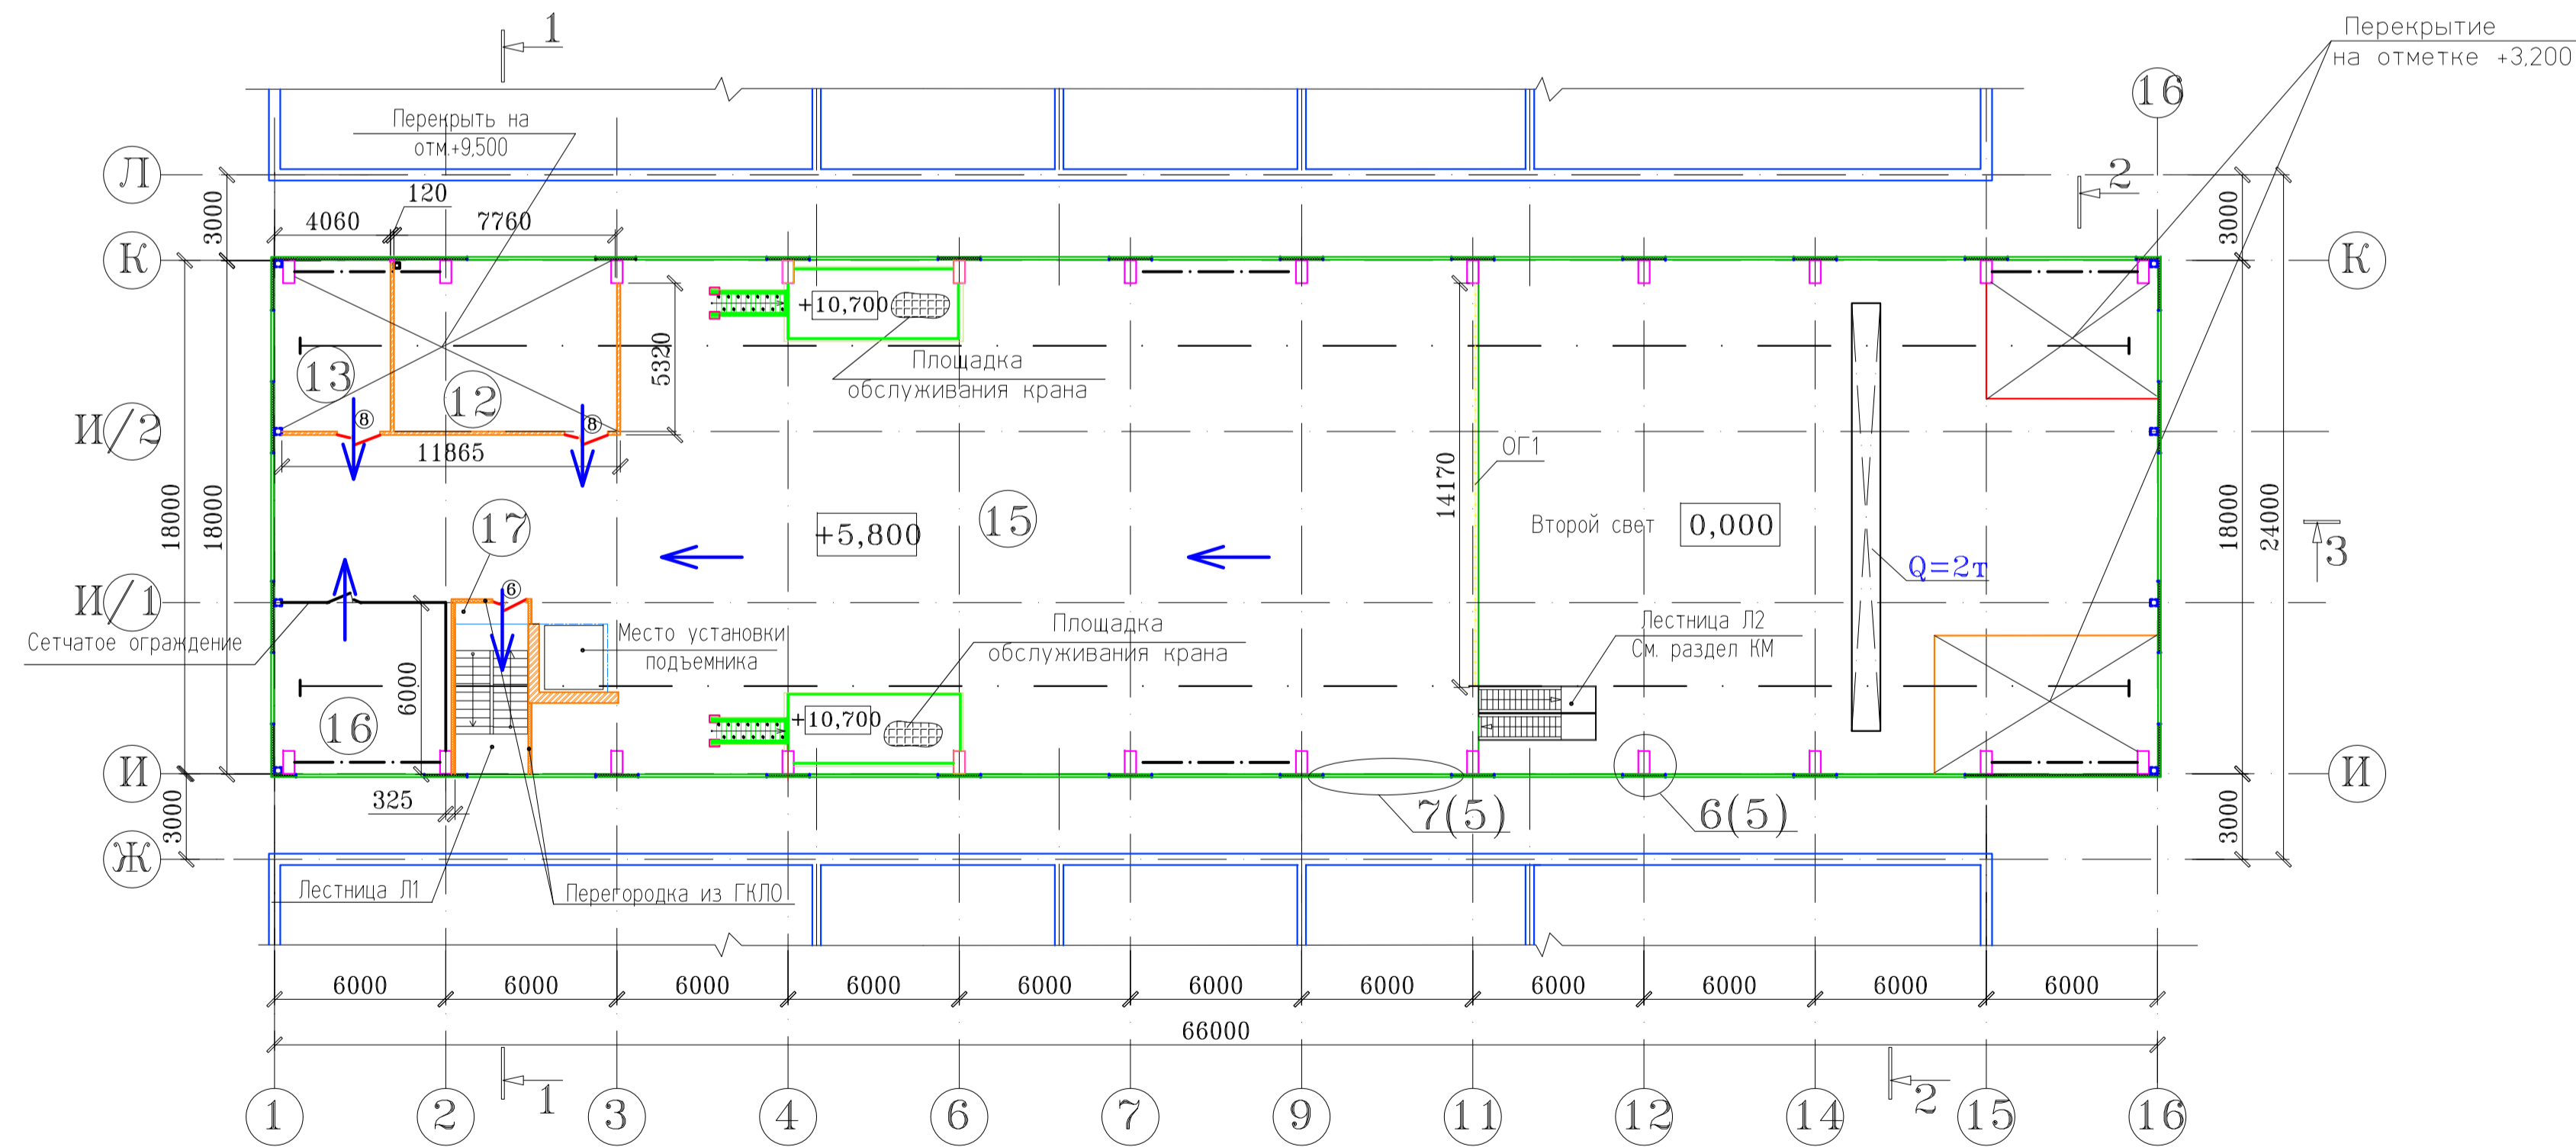 Перекрытие
на отметке +3,200
1
16
Перекрыть на
отм.+9,500
Л
120
2
4060
7760
3000
3000
К
К
+10,700
Площадка
обслуживания крана
5320
13
12
8
8
И/2
11865
ОГ1
14170
18000
18000
17
15
+5,800
Второй свет
0,000
18000
24000
3
Q=2т
6
И/1
Сетчатое ограждение
Место установки
подъемника
Площадка
обслуживания крана
Лестница Л2
См. раздел КМ
6000
16
+10,700
И
И
325
7(5)
6(5)
3000
3000
Ж
Лестница Л1
Перегородка из ГКЛО
6000
6000
6000
6000
6000
6000
6000
6000
6000
6000
6000
66000
1
2
1
2
3
4
6
7
9
11
12
14
15
16